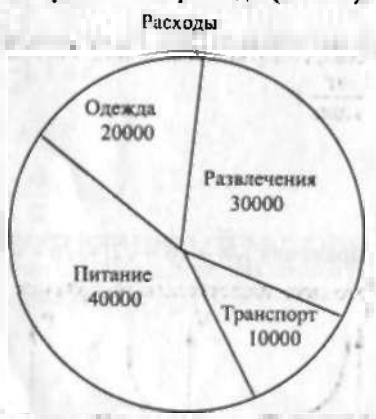 Расходы
Одежда
20000
Развлечения
30000
Питание
40000
Транспорт
10000